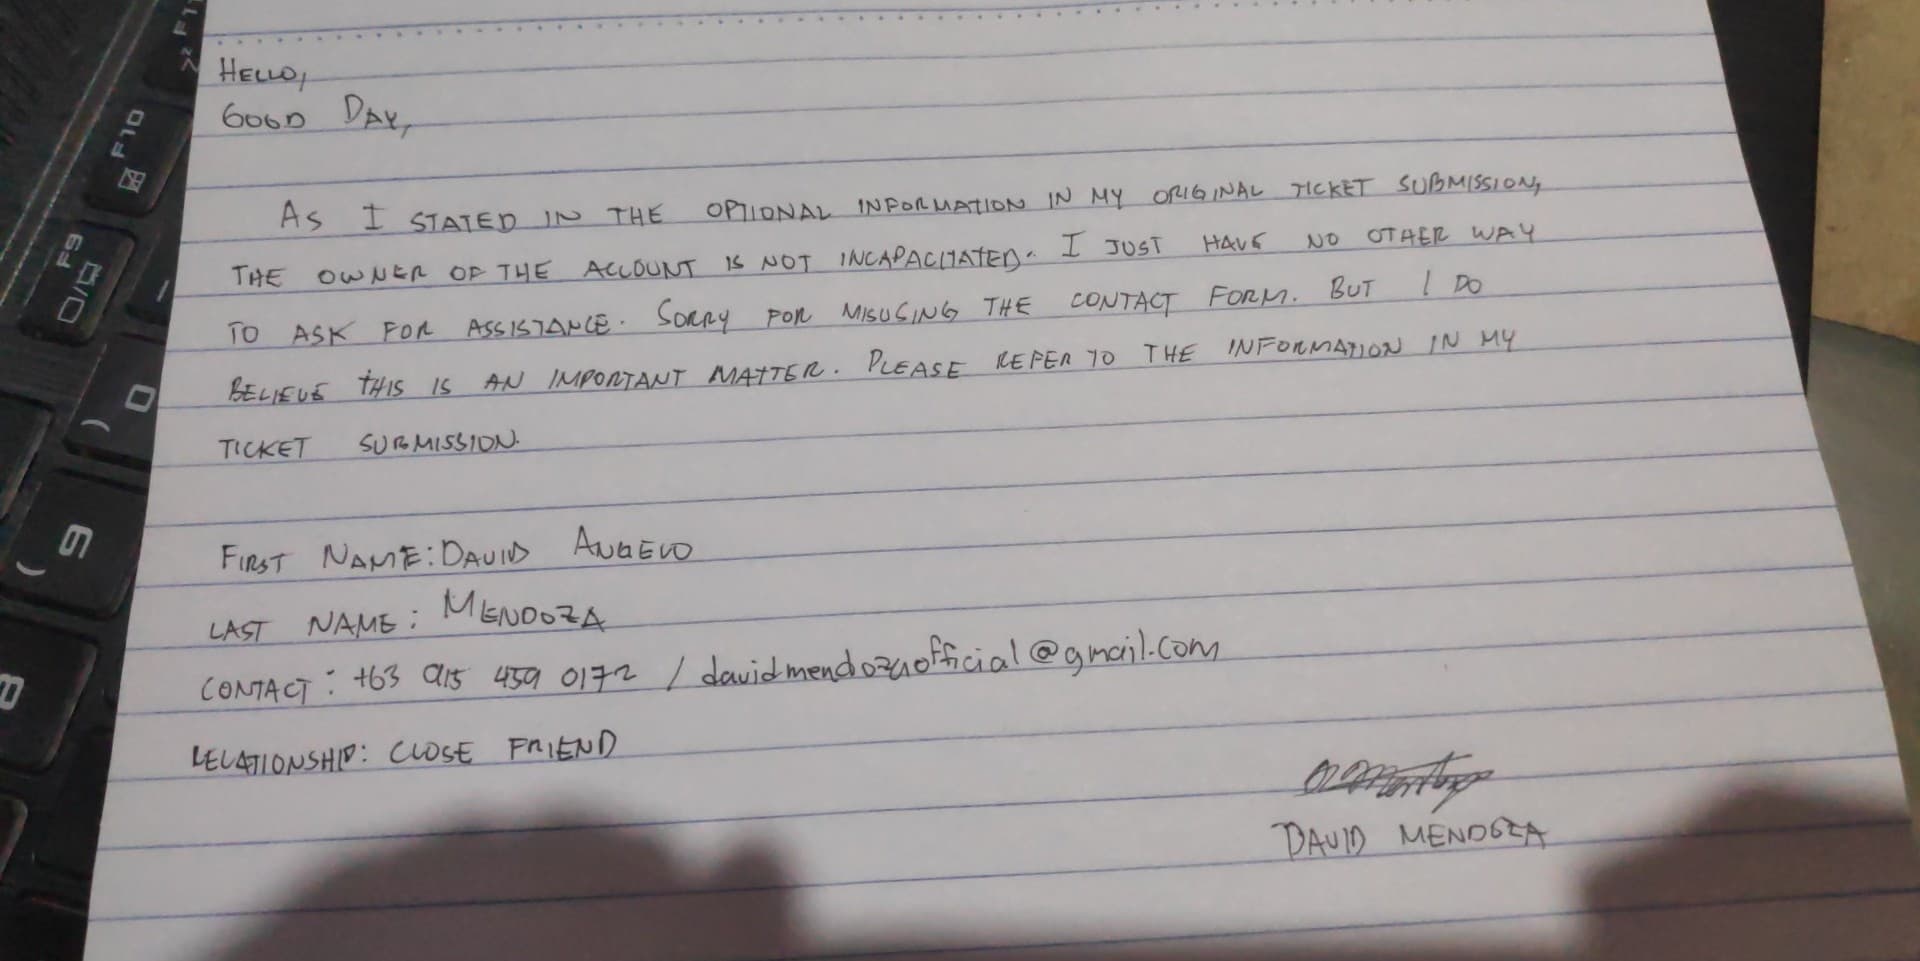 HELLO,
GOOD DAY,
AS I STATED IN THE OPTIONAL INFORMATION IN MY ORIGINAL TICKET SUBMISSION,
THE OWNER OF THE ACCOUNT IS NOT INCAPACITATED. I JUST HAVE NO OTHER WAY
TO ASK FOR ASSISTANCE. SORRY FOR MISUSING THE CONTACT FORM. BUT I DO
BELIEVE THIS IS AN IMPORTANT MATTER. PLEASE REFER TO THE INFORMATION IN MY
TICKET SUBMISSION.
FIRST NAME: DAVID ANGELO
LAST NAME: MENDOZA
CONTACT: +63 915 459 0172 / davidmendozaofficial@gmail.com
RELATIONSHIP: CLOSE FRIEND
DAVID MENDOZA
F11
F10
F9
0
)
9
(
8